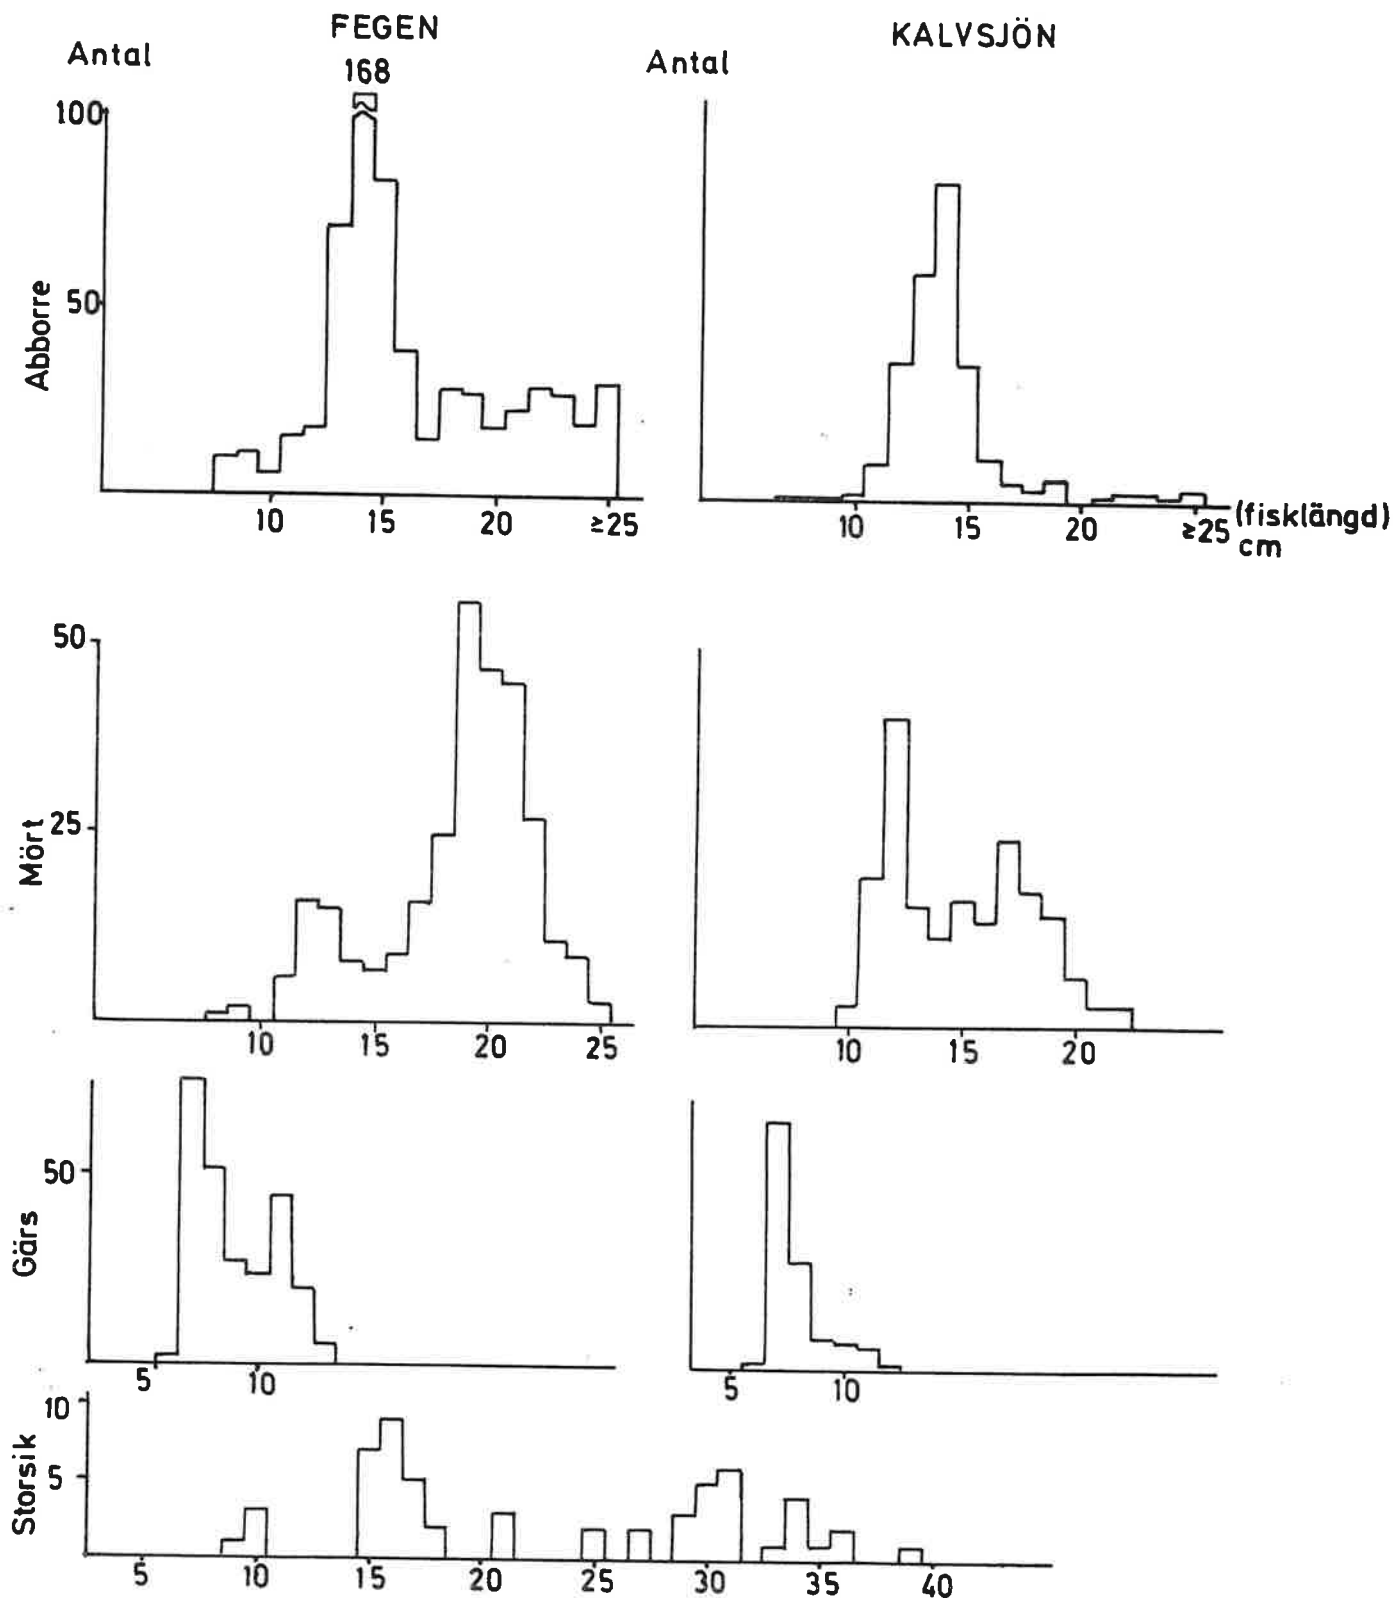 FEGEN
KALVSJÖN
Antal
168
Antal
100
50
Abborre
10 15 20 ≥25
10 15 20 ≥25 (fisklängd)
cm
50
25
Mört
10 15 20 25
10 15 20
50
Gärs
5 10
5 10
10
5
Storsik
5 10 15 20 25 30 35 40